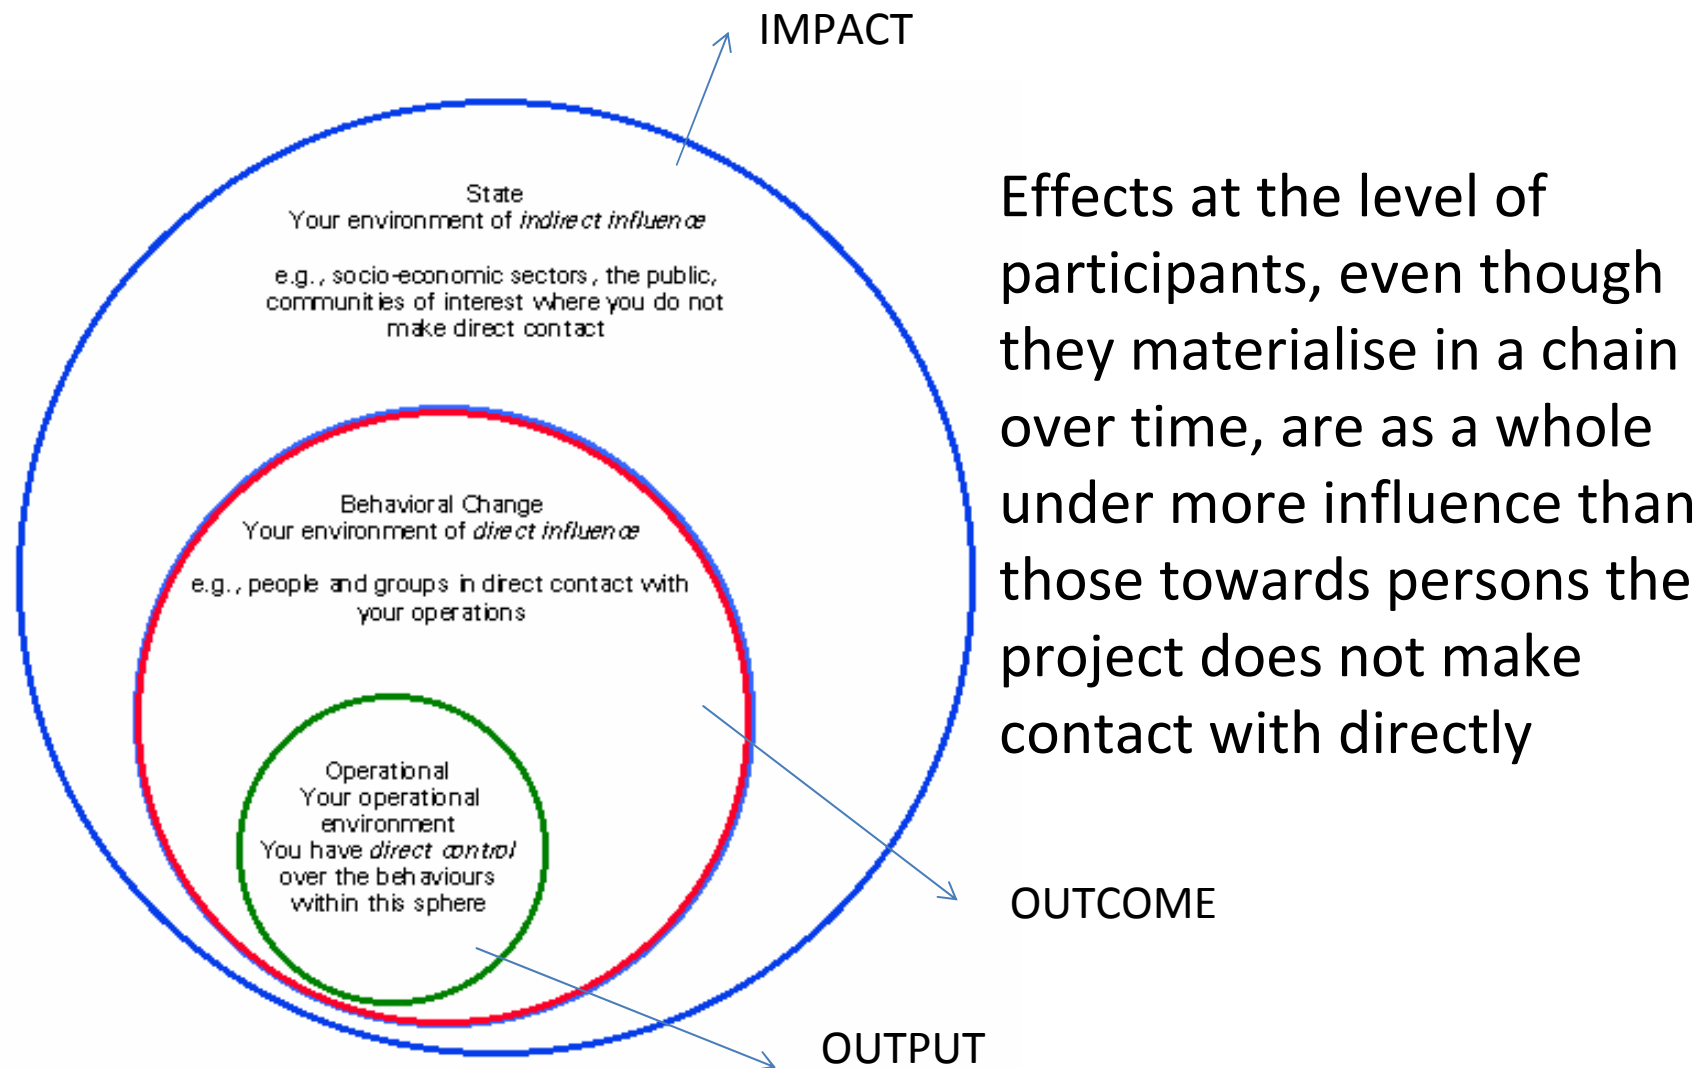 IMPACT
State
Your environment of indirect influence
e.g., socio-economic sectors, the public,
communities of interest where you do not
make direct contact
Effects at the level of
participants, even though
they materialise in a chain
over time, are as a whole
under more influence than
those towards persons the
project does not make
contact with directly
Behavioral Change
Your environment of direct influence
e.g., people and groups in direct contact with
your operations
Operational
Your operational
environment
You have direct control
over the behaviours
within this sphere
OUTCOME
OUTPUT